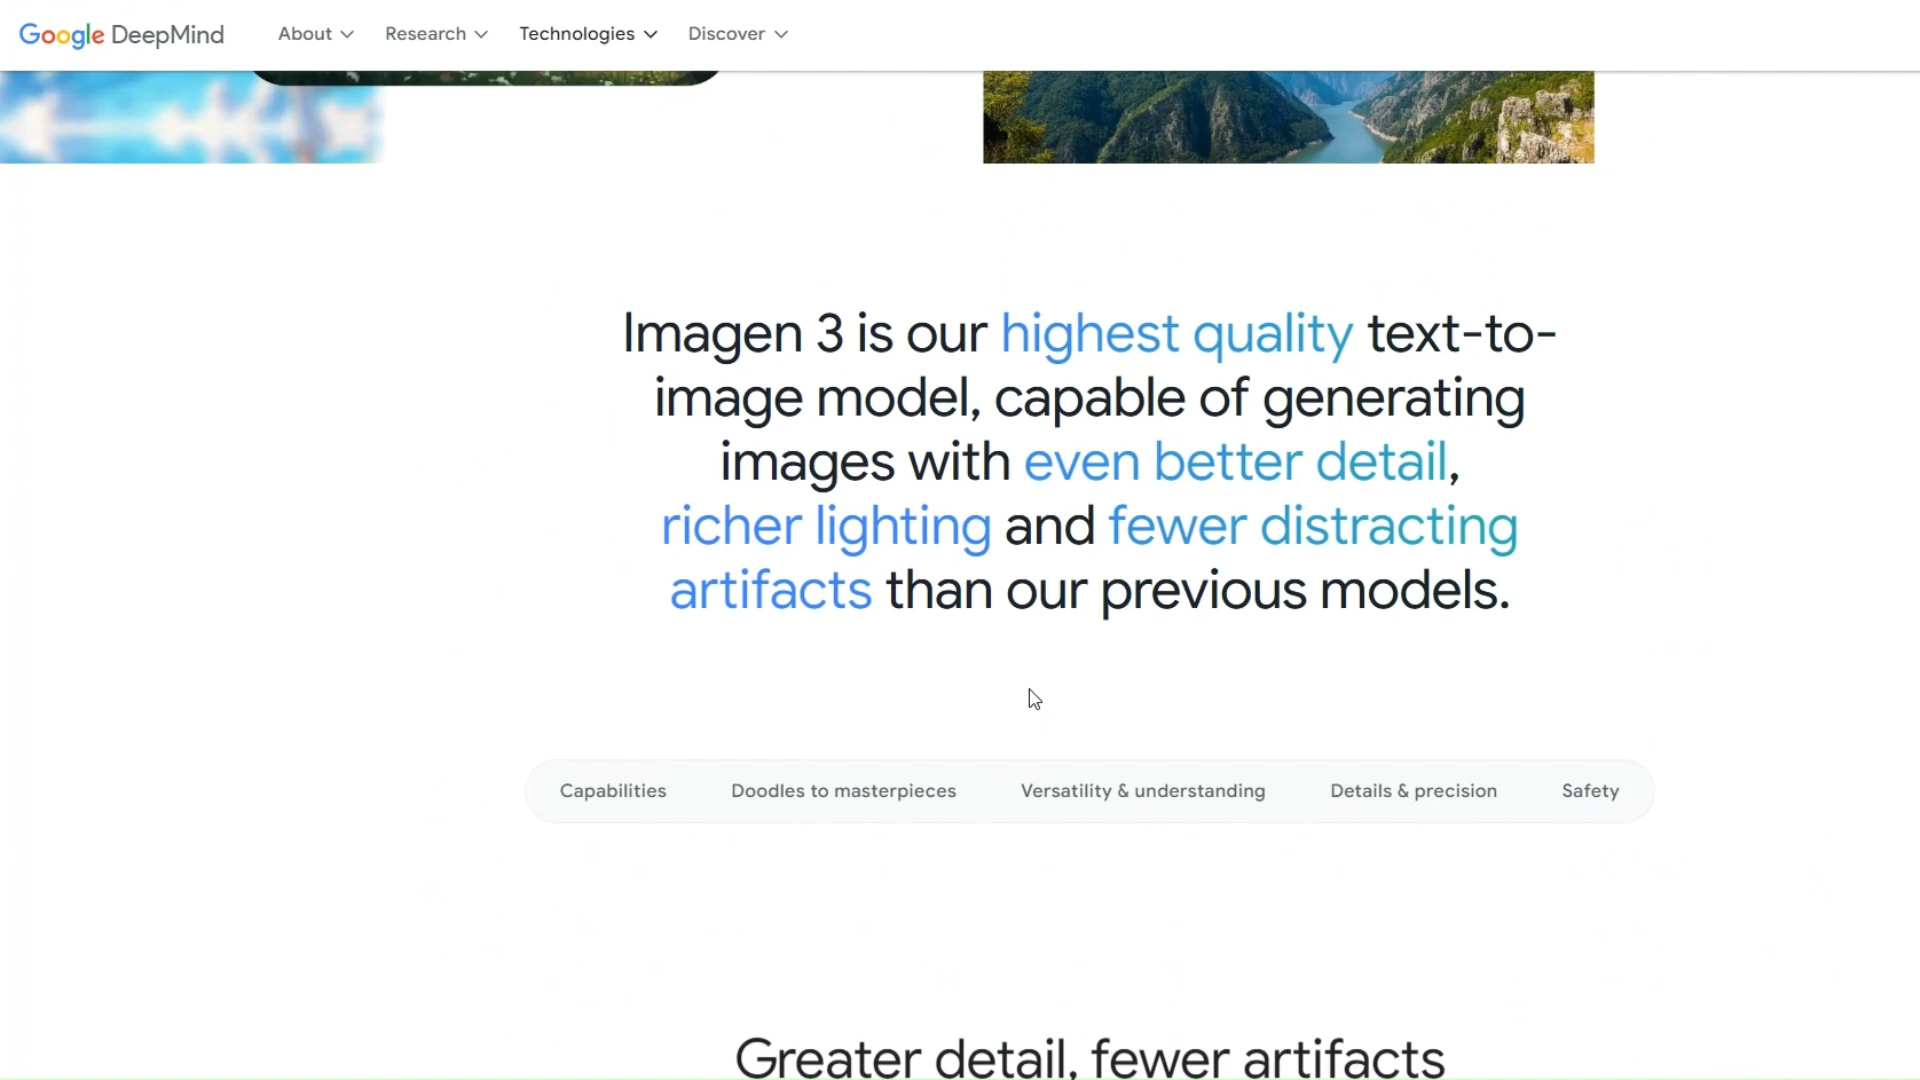 Google DeepMind About Research Technologies Discover
Imagen 3 is our highest quality text-to-
image model, capable of generating
images with even better detail,
richer lighting and fewer distracting
artifacts than our previous models.
Capabilities Doodles to masterpieces Versatility & understanding Details & precision Safety
Greater detail, fewer artifacts